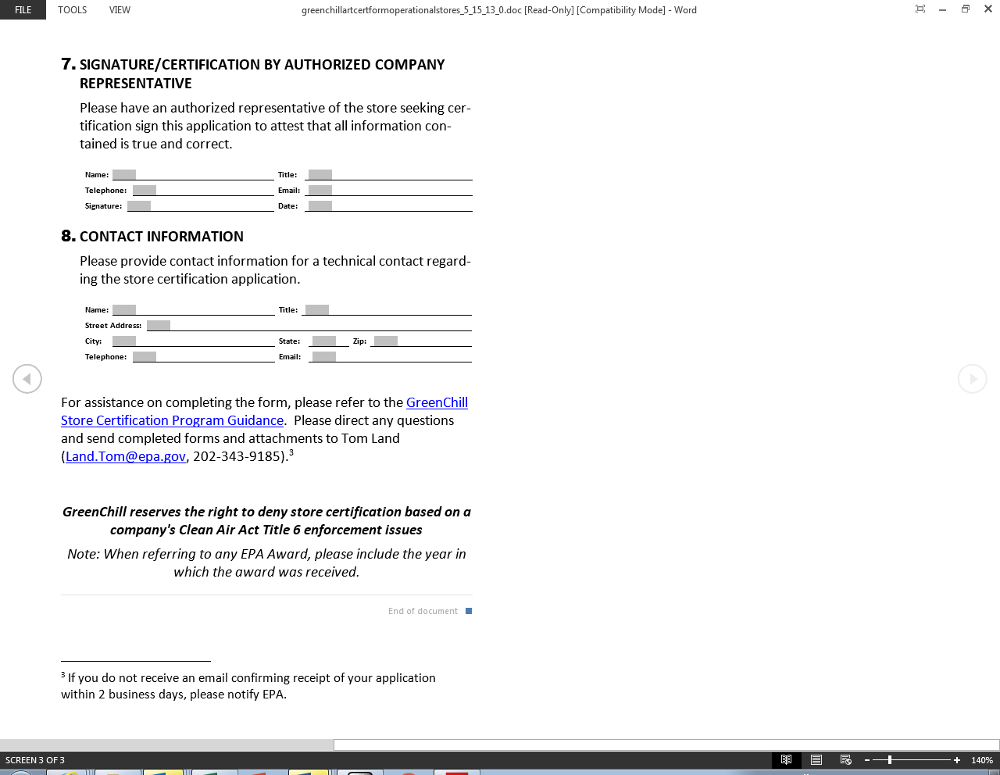 FILE TOOLS VIEW greenchillartcertformoperationalstores_5_15_13_0.doc [Read-Only] [Compatibility Mode] - Word
7. SIGNATURE/CERTIFICATION BY AUTHORIZED COMPANY
REPRESENTATIVE
Please have an authorized representative of the store seeking cer-
tification sign this application to attest that all information con-
tained is true and correct.
Name: Title:
Telephone: Email:
Signature: Date:
8. CONTACT INFORMATION
Please provide contact information for a technical contact regard-
ing the store certification application.
Name: Title:
Street Address:
City: State: Zip:
Telephone: Email:
For assistance on completing the form, please refer to the GreenChill
Store Certification Program Guidance.  Please direct any questions
and send completed forms and attachments to Tom Land
(Land.Tom@epa.gov, 202-343-9185).3
GreenChill reserves the right to deny store certification based on a
company's Clean Air Act Title 6 enforcement issues
Note: When referring to any EPA Award, please include the year in
which the award was received.
End of document
3 If you do not receive an email confirming receipt of your application
within 2 business days, please notify EPA.
SCREEN 3 OF 3 140%